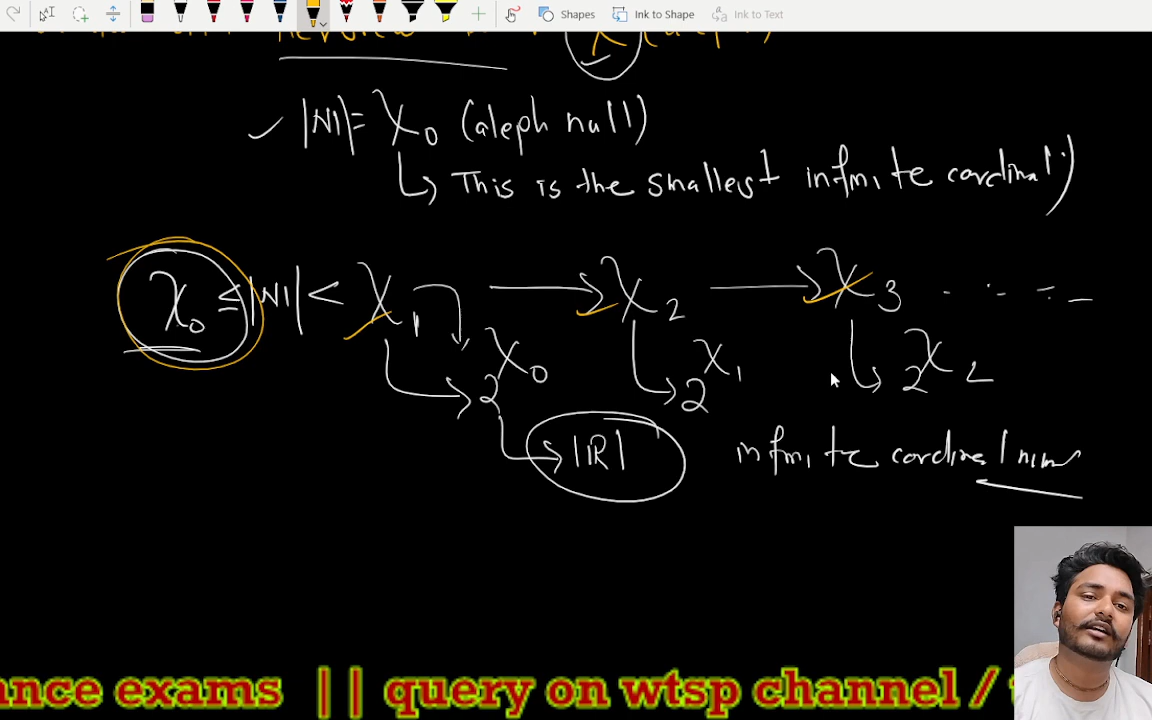 Shapes Ink to Shape Ink to Text
|ℕ| = ℵ0 (aleph null)
↳ This is the smallest infinite cardinal)
ℵ0 ≤ |ℕ| < ℵ1 → ℵ2 → ℵ3 - - - -
↳ 2^ℵ0 ↳ 2^ℵ1 ↳ 2^ℵ2
↳ |ℝ| infinite cardinal num
ance exams || query on wtsp channel /